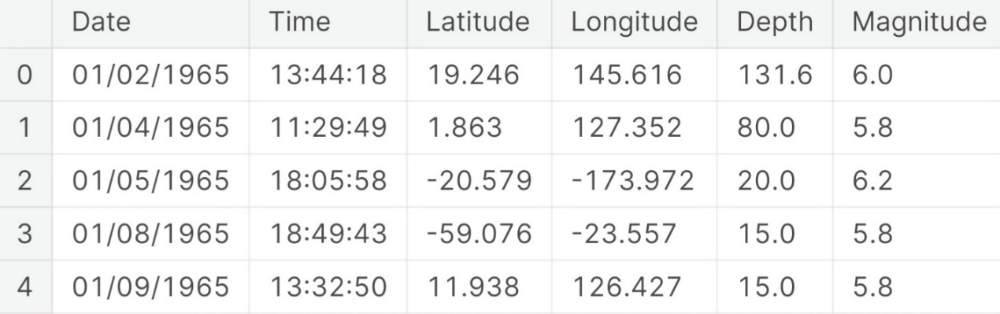 Date Time Latitude Longitude Depth Magnitude
0 01/02/1965 13:44:18 19.246 145.616 131.6 6.0
1 01/04/1965 11:29:49 1.863 127.352 80.0 5.8
2 01/05/1965 18:05:58 -20.579 -173.972 20.0 6.2
3 01/08/1965 18:49:43 -59.076 -23.557 15.0 5.8
4 01/09/1965 13:32:50 11.938 126.427 15.0 5.8